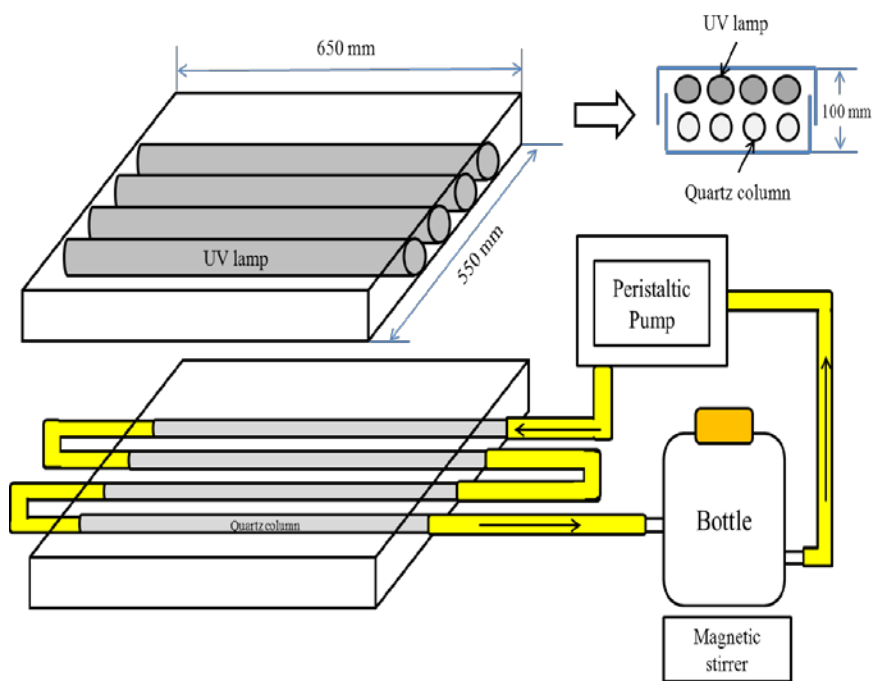 650 mm
UV lamp
100 mm
Quartz column
UV lamp
550 mm
Peristaltic
Pump
Quartz column
Bottle
Magnetic
stirrer